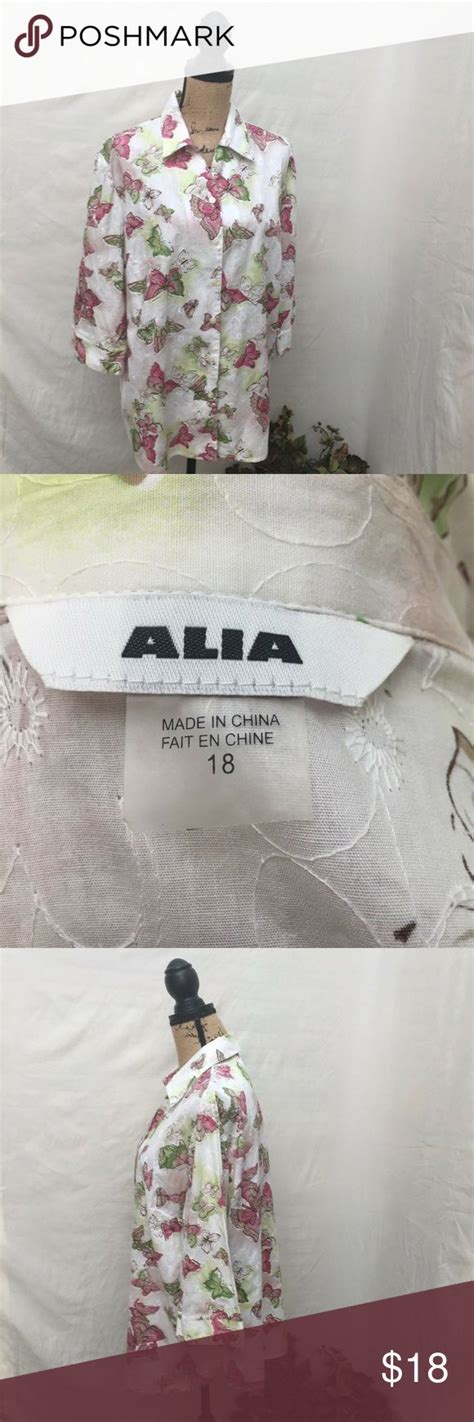 POSHMARK
ALIA
MADE IN CHINA
FAIT EN CHINE
18
$18